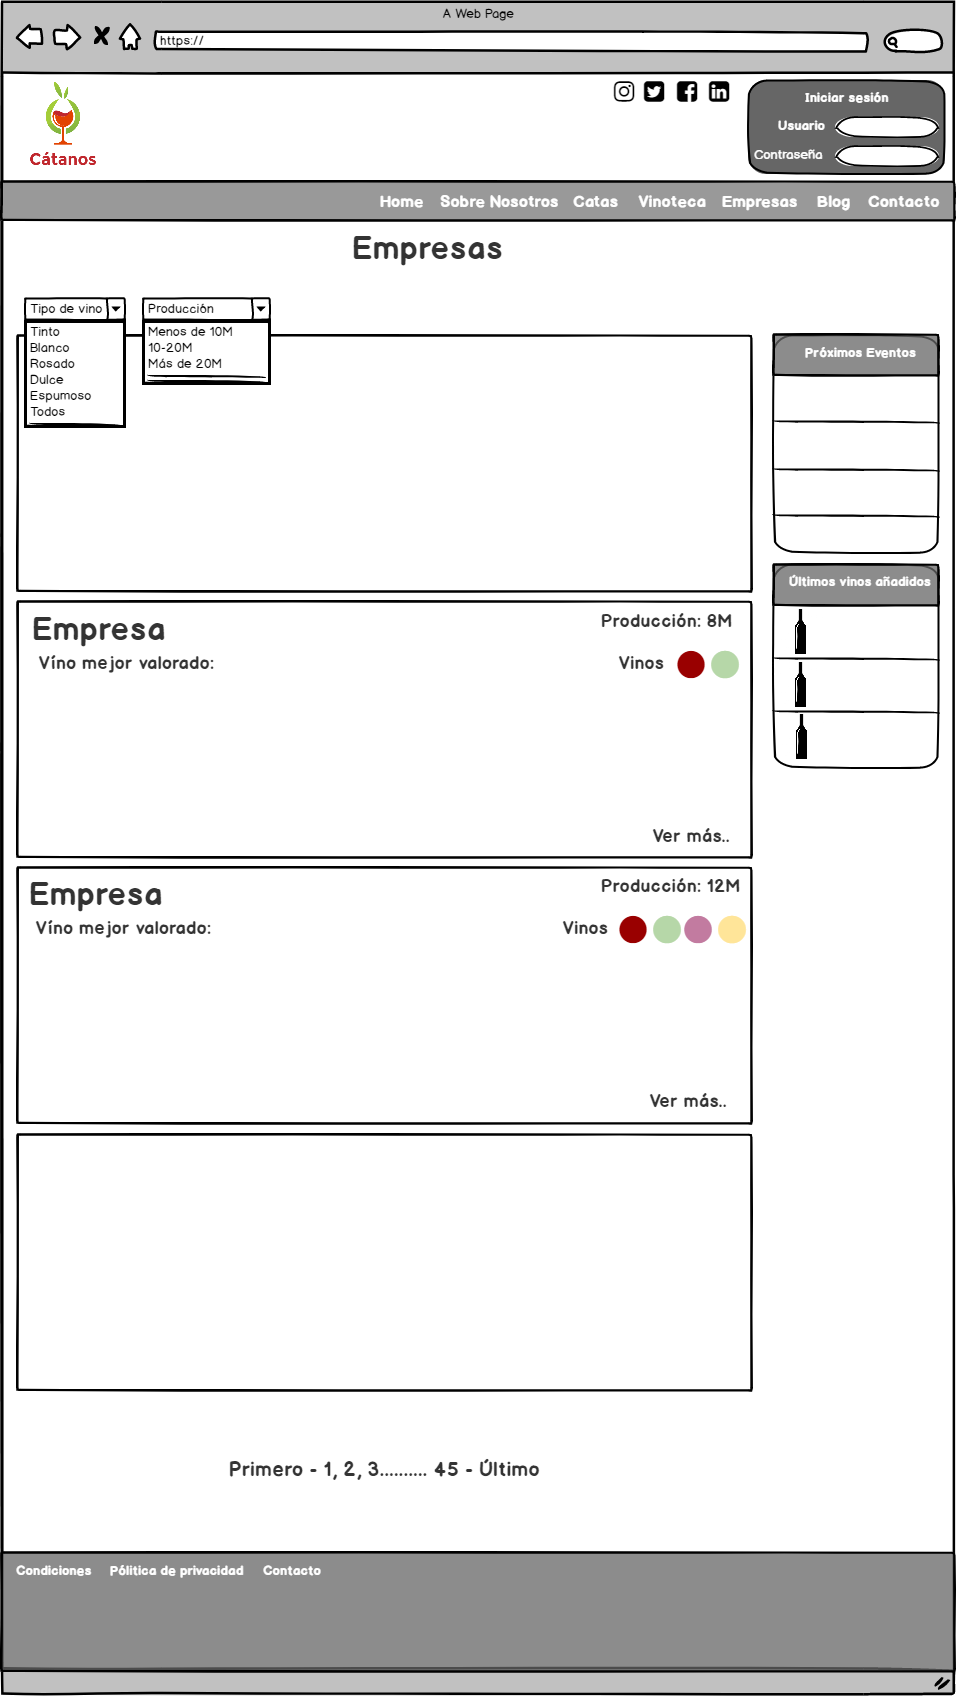 A Web Page
https://
Cátanos
Iniciar sesión
Usuario
Contraseña
Home Sobre Nosotros Catas Vinoteca Empresas Blog Contacto
Empresas
Tipo de vino
Tinto
Blanco
Rosado
Dulce
Espumoso
Todos
Producción
Menos de 10M
10-20M
Más de 20M
Próximos Eventos
Últimos vinos añadidos
Empresa
Producción: 8M
Víno mejor valorado:
Vinos
Ver más..
Empresa
Producción: 12M
Víno mejor valorado:
Vinos
Ver más..
Primero - 1, 2, 3.......... 45 - Último
Condiciones Pólitica de privacidad Contacto